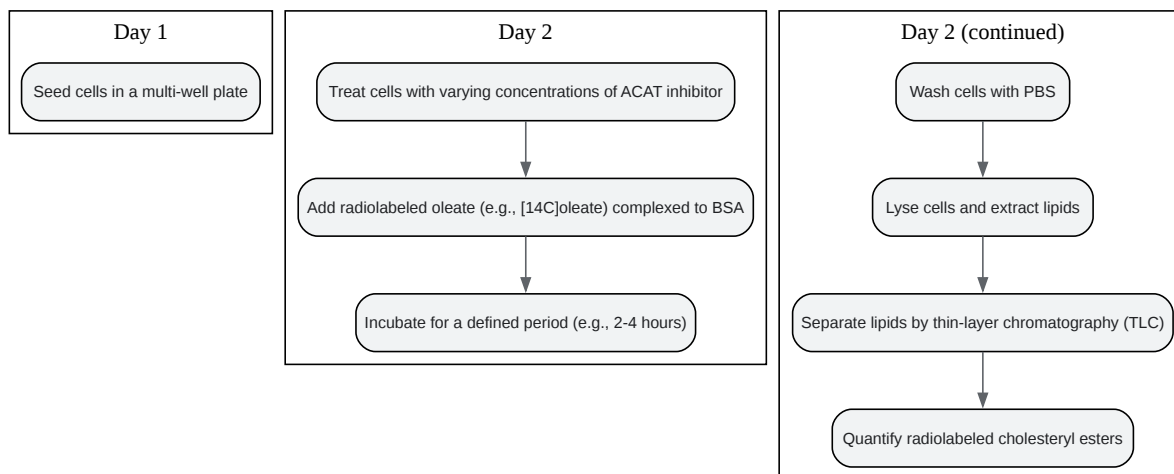 Day 1
Seed cells in a multi-well plate
Day 2
Treat cells with varying concentrations of ACAT inhibitor
Add radiolabeled oleate (e.g., [14C]oleate) complexed to BSA
Incubate for a defined period (e.g., 2-4 hours)
Day 2 (continued)
Wash cells with PBS
Lyse cells and extract lipids
Separate lipids by thin-layer chromatography (TLC)
Quantify radiolabeled cholesteryl esters